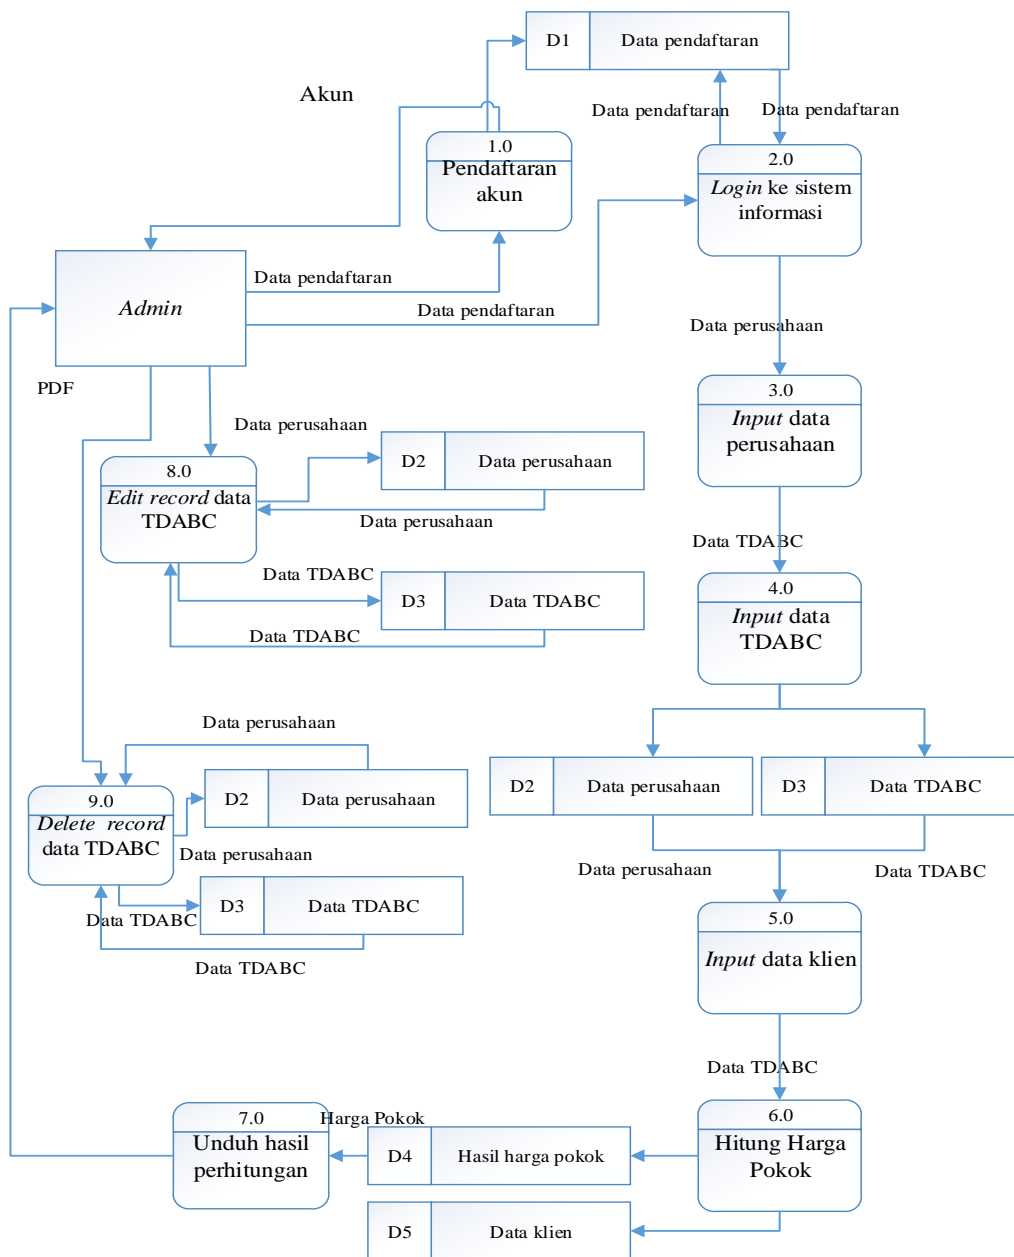 D1 Data pendaftaran
Akun
Data pendaftaran
Data pendaftaran
1.0
Pendaftaran
akun
2.0
Login ke sistem
informasi
Data pendaftaran
Admin
Data pendaftaran
Data perusahaan
PDF
3.0
Input data
perusahaan
Data perusahaan
D2 Data perusahaan
8.0
Edit record data
TDABC
Data perusahaan
Data TDABC
Data TDABC
D3 Data TDABC
4.0
Input data
TDABC
Data TDABC
Data perusahaan
D2 Data perusahaan
D3 Data TDABC
D2 Data perusahaan
9.0
Delete record
data TDABC
Data perusahaan
Data perusahaan
Data TDABC
D3 Data TDABC
Data TDABC
5.0
Input data klien
Data TDABC
Data TDABC
7.0
Unduh hasil
perhitungan
Harga Pokok
D4 Hasil harga pokok
6.0
Hitung Harga
Pokok
D5 Data klien